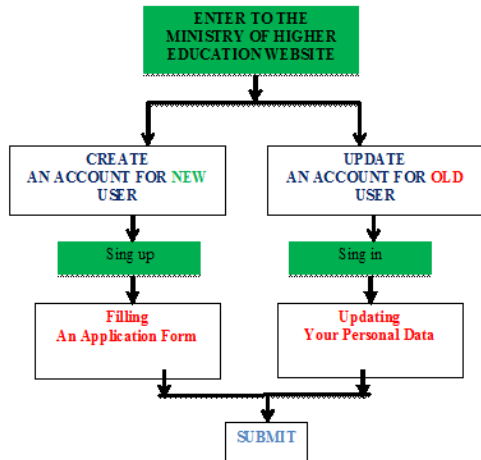 ENTER TO THE
MINISTRY OF HIGHER
EDUCATION WEBSITE
CREATE
AN ACCOUNT FOR NEW
USER
UPDATE
AN ACCOUNT FOR OLD
USER
Sing up
Sing in
Filling
An Application Form
Updating
Your Personal Data
SUBMIT